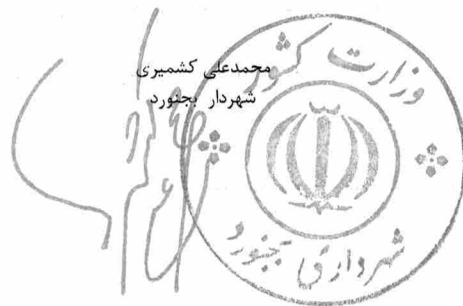 محمدعلی کشمیری
شهردار بجنورد
وزارت کشور
شهرداری بجنورد